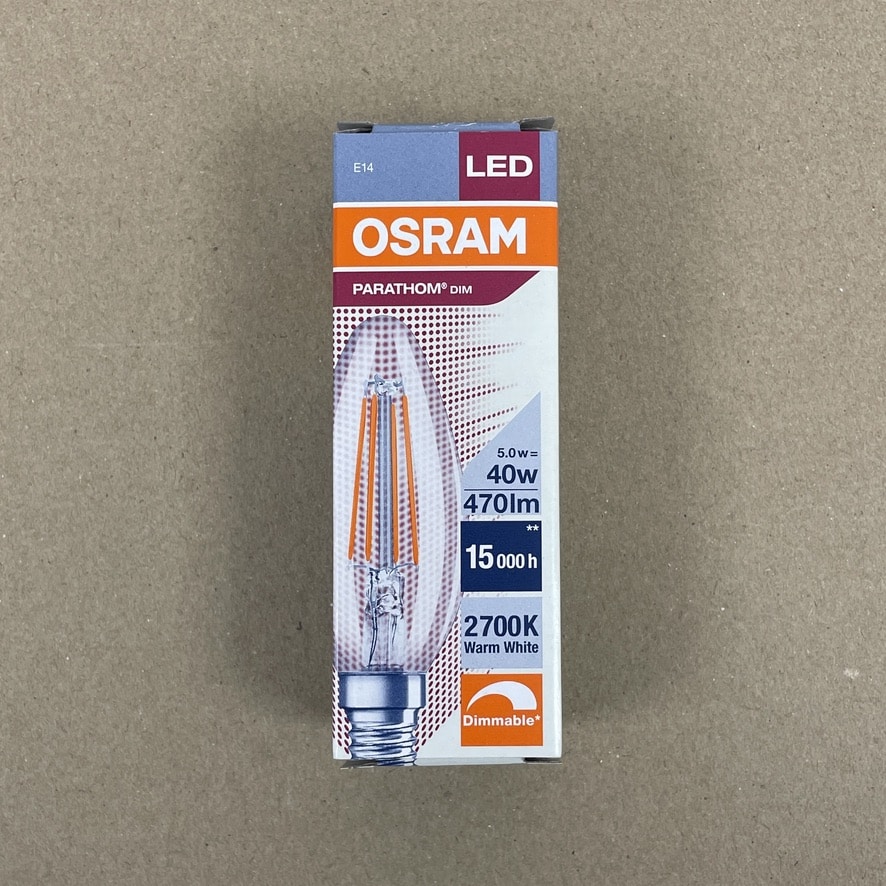 E14
LED
OSRAM
PARATHOM® DIM
5.0 w =
40w
470lm
**
15 000 h
2700K
Warm White
Dimmable*